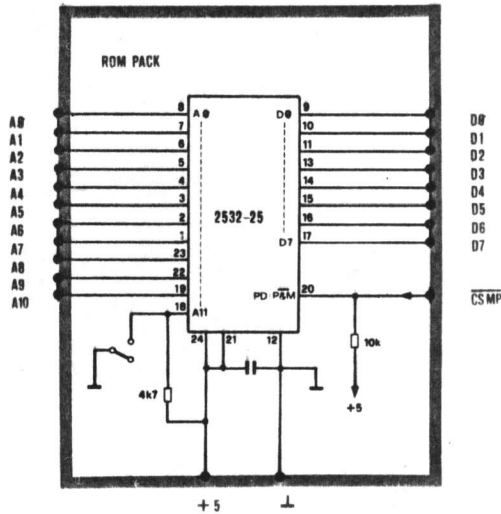 ROM PACK
A0
A1
A2
A3
A4
A5
A6
A7
A8
A9
A10
8
7
6
5
4
3
2
1
23
22
19
18
A0
A11
2532-25
D0
D7
PD·PGM
9
10
11
13
14
15
16
17
20
D0
D1
D2
D3
D4
D5
D6
D7
CSMP
24
21
12
4k7
10k
+5
+5
⊥